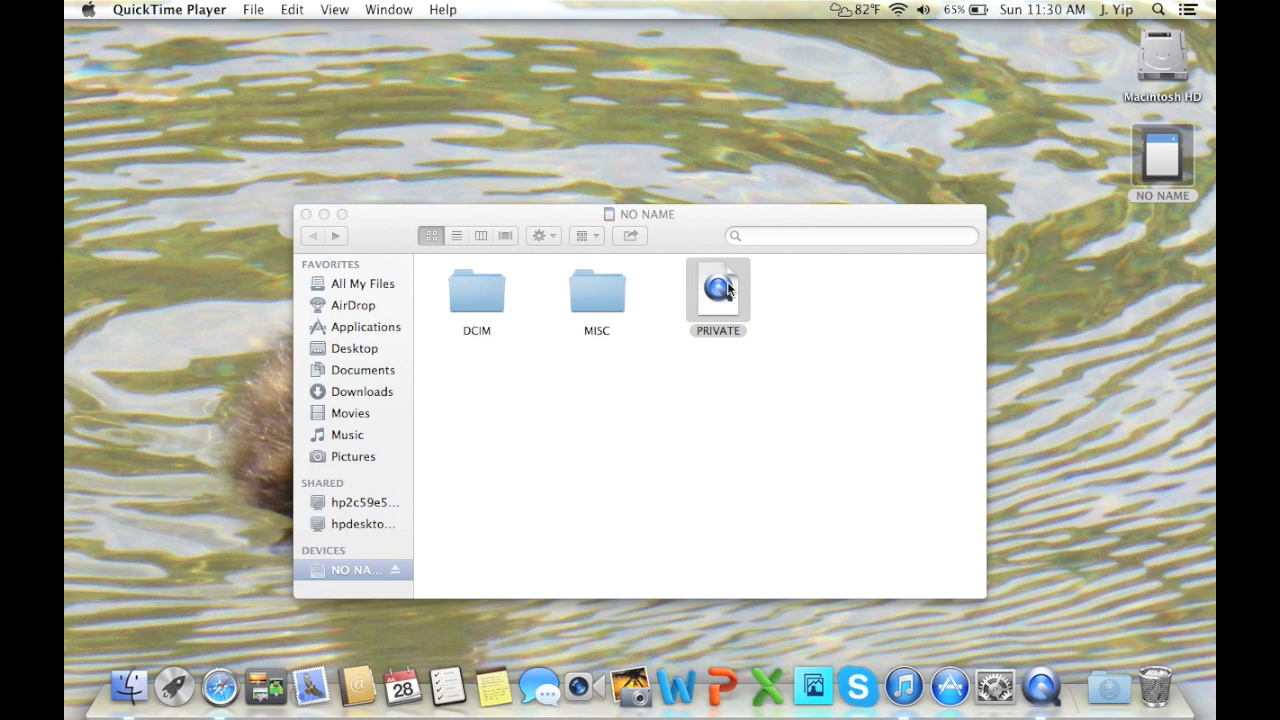 QuickTime Player File Edit View Window Help 82°F 65% Sun 11:30 AM J. Yip
Macintosh HD
NO NAME
NO NAME
FAVORITES
All My Files
AirDrop
Applications
Desktop
Documents
Downloads
Movies
Music
Pictures
SHARED
hp2c59e5...
hpdeskto...
DEVICES
NO NA...
DCIM MISC PRIVATE
28